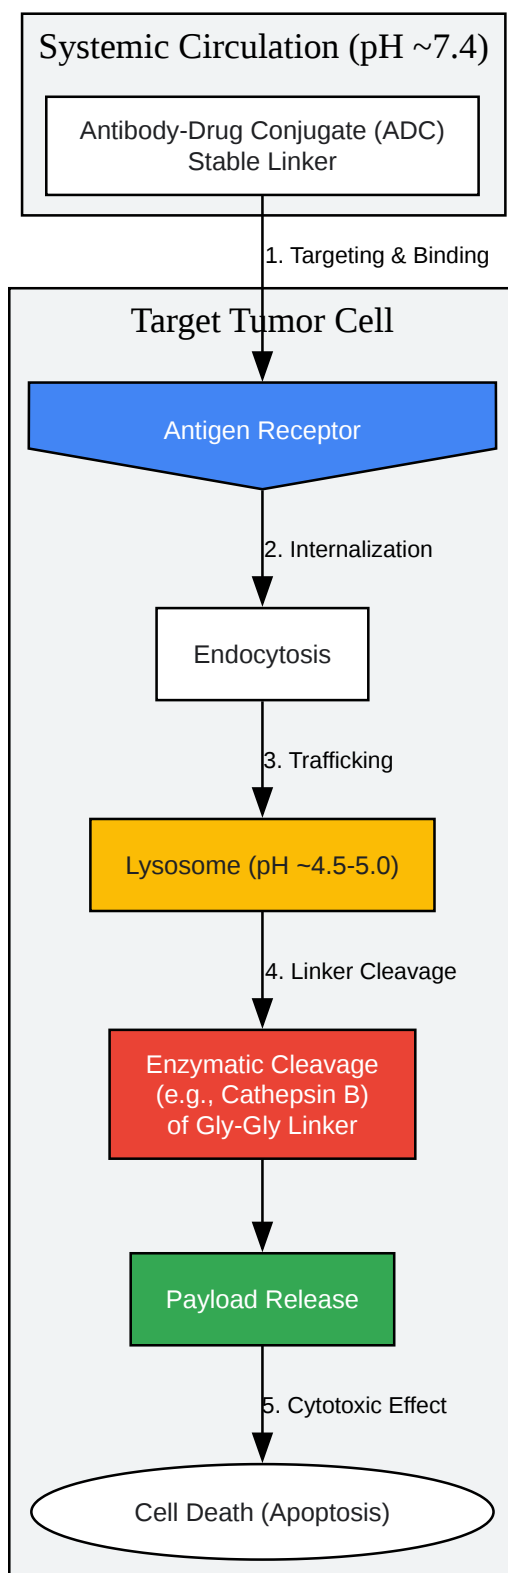 Systemic Circulation (pH ~7.4)
Antibody-Drug Conjugate (ADC)
Stable Linker
1. Targeting & Binding
Target Tumor Cell
Antigen Receptor
2. Internalization
Endocytosis
3. Trafficking
Lysosome (pH ~4.5-5.0)
4. Linker Cleavage
Enzymatic Cleavage
(e.g., Cathepsin B)
of Gly-Gly Linker
Payload Release
5. Cytotoxic Effect
Cell Death (Apoptosis)